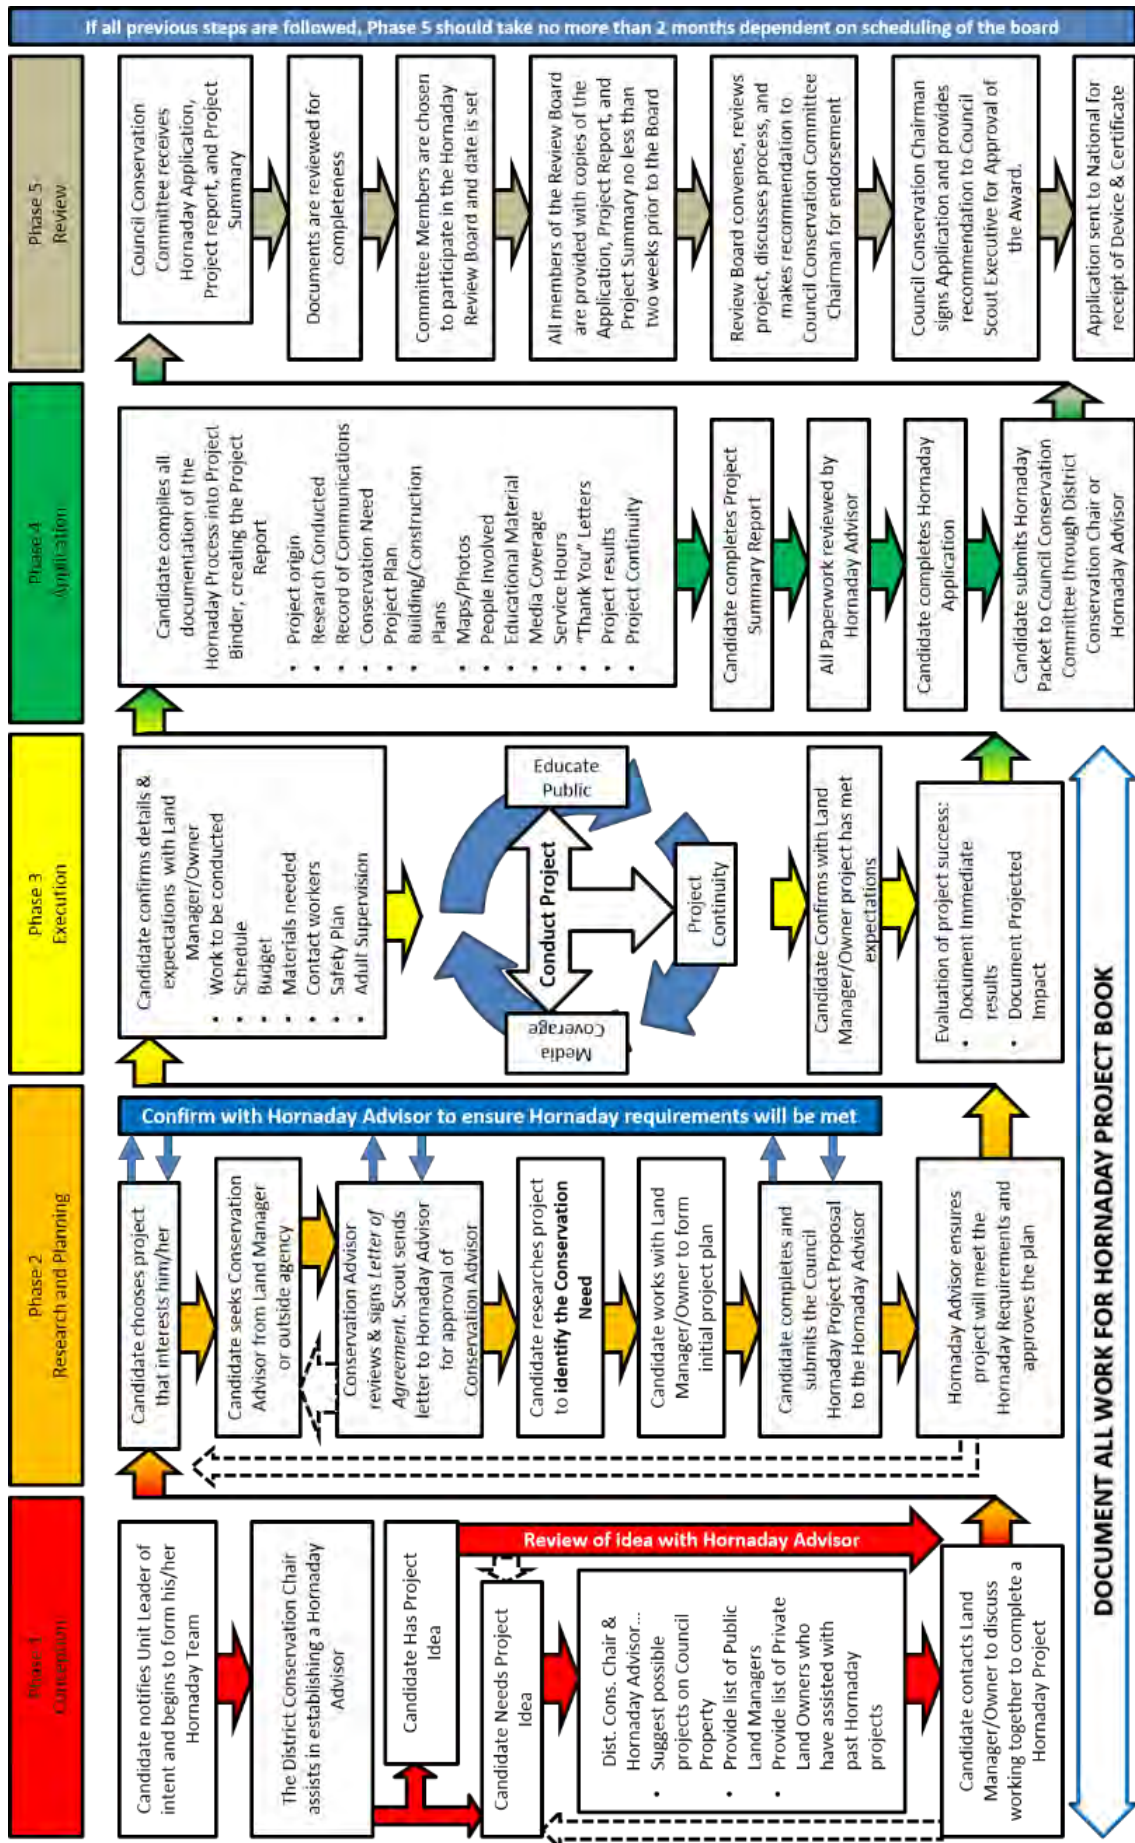 Phase 1
Conception
Candidate notifies Unit Leader of
intent and begins to form his/her
Hornaday Team
The District Conservation Chair
assists in establishing a Hornaday
Advisor
Candidate Has Project
Idea
Candidate Needs Project
Idea
Review of idea with Hornaday Advisor
Dist. Cons. Chair &
Hornaday Advisor...
• Suggest possible
projects on Council
Property
• Provide list of Public
Land Managers
• Provide list of Private
Land Owners who
have assisted with
past Hornaday
projects
Candidate contacts Land
Manager/Owner to discuss
working together to complete a
Hornaday Project
Phase 2
Research and Planning
Candidate chooses project
that interests him/her
Candidate seeks Conservation
Advisor from Land Manager
or outside agency
Conservation Advisor
reviews & signs Letter of
Agreement. Scout sends
letter to Hornaday Advisor
for approval of
Conservation Advisor
Candidate researches project
to identify the Conservation
Need
Candidate works with Land
Manager/Owner to form
initial project plan
Candidate completes and
submits the Council
Hornaday Project Proposal
to the Hornaday Advisor
Hornaday Advisor ensures
project will meet the
Hornaday Requirements and
approves the plan
Confirm with Hornaday Advisor to ensure Hornaday requirements will be met
Phase 3
Execution
Candidate confirms details &
expectations with Land
Manager/Owner
• Work to be conducted
• Schedule
• Budget
• Materials needed
• Contact workers
• Safety Plan
• Adult Supervision
Media
Coverage
Conduct Project
Educate
Public
Project
Continuity
Candidate Confirms with Land
Manager/Owner project has met
expectations
Evaluation of project success:
• Document Immediate
results
• Document Projected
Impact
Phase 4
Application
Candidate compiles all
documentation of the
Hornaday Process into Project
Binder, creating the Project
Report
• Project origin
• Research Conducted
• Record of Communications
• Conservation Need
• Project Plan
• Building/Construction
Plans
• Maps/Photos
• People Involved
• Educational Material
• Media Coverage
• Service Hours
• "Thank You" Letters
• Project results
• Project Continuity
Candidate completes Project
Summary Report
All Paperwork reviewed by
Hornaday Advisor
Candidate completes Hornaday
Application
Candidate submits Hornaday
Packet to Council Conservation
Committee through District
Conservation Chair or
Hornaday Advisor
Phase 5
Review
Council Conservation
Committee receives
Hornaday Application,
Project report, and Project
Summary
Documents are reviewed for
completeness
Committee Members are chosen
to participate in the Hornaday
Review Board and date is set
All members of the Review Board
are provided with copies of the
Application, Project Report, and
Project Summary no less than
two weeks prior to the Board
Review Board convenes, reviews
project, discusses process, and
makes recommendation to
Council Conservation Committee
Chairman for endorsement
Council Conservation Chairman
signs Application and provides
recommendation to Council
Scout Executive for Approval of
the Award.
Application sent to National for
receipt of Device & Certificate
If all previous steps are followed, Phase 5 should take no more than 2 months dependent on scheduling of the board
DOCUMENT ALL WORK FOR HORNADAY PROJECT BOOK